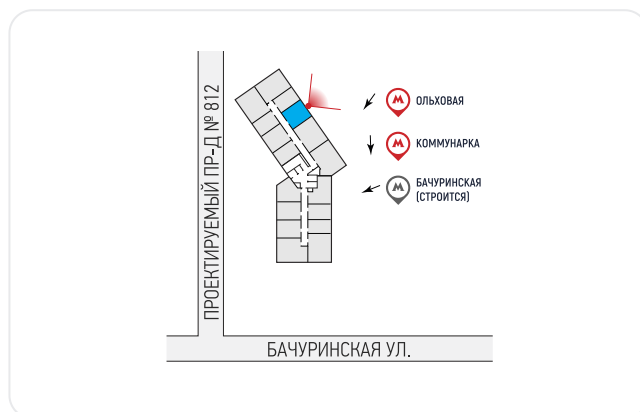 ПРОЕКТИРУЕМЫЙ ПР-Д № 812
М ОЛЬХОВАЯ
М КОММУНАРКА
М БАЧУРИНСКАЯ
(СТРОИТСЯ)
БАЧУРИНСКАЯ УЛ.